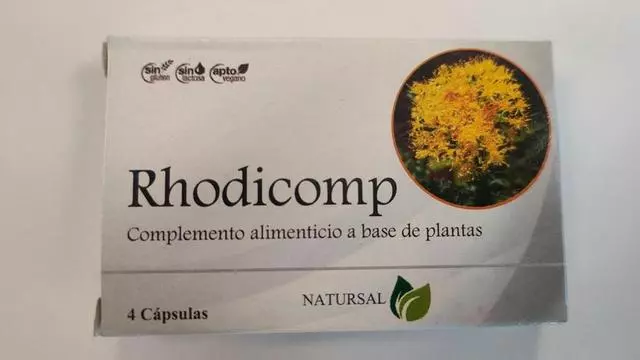 sin gluten
sin lactosa
apto vegano
Rhodicomp
Complemento alimenticio a base de plantas
NATURSAL
4 Cápsulas